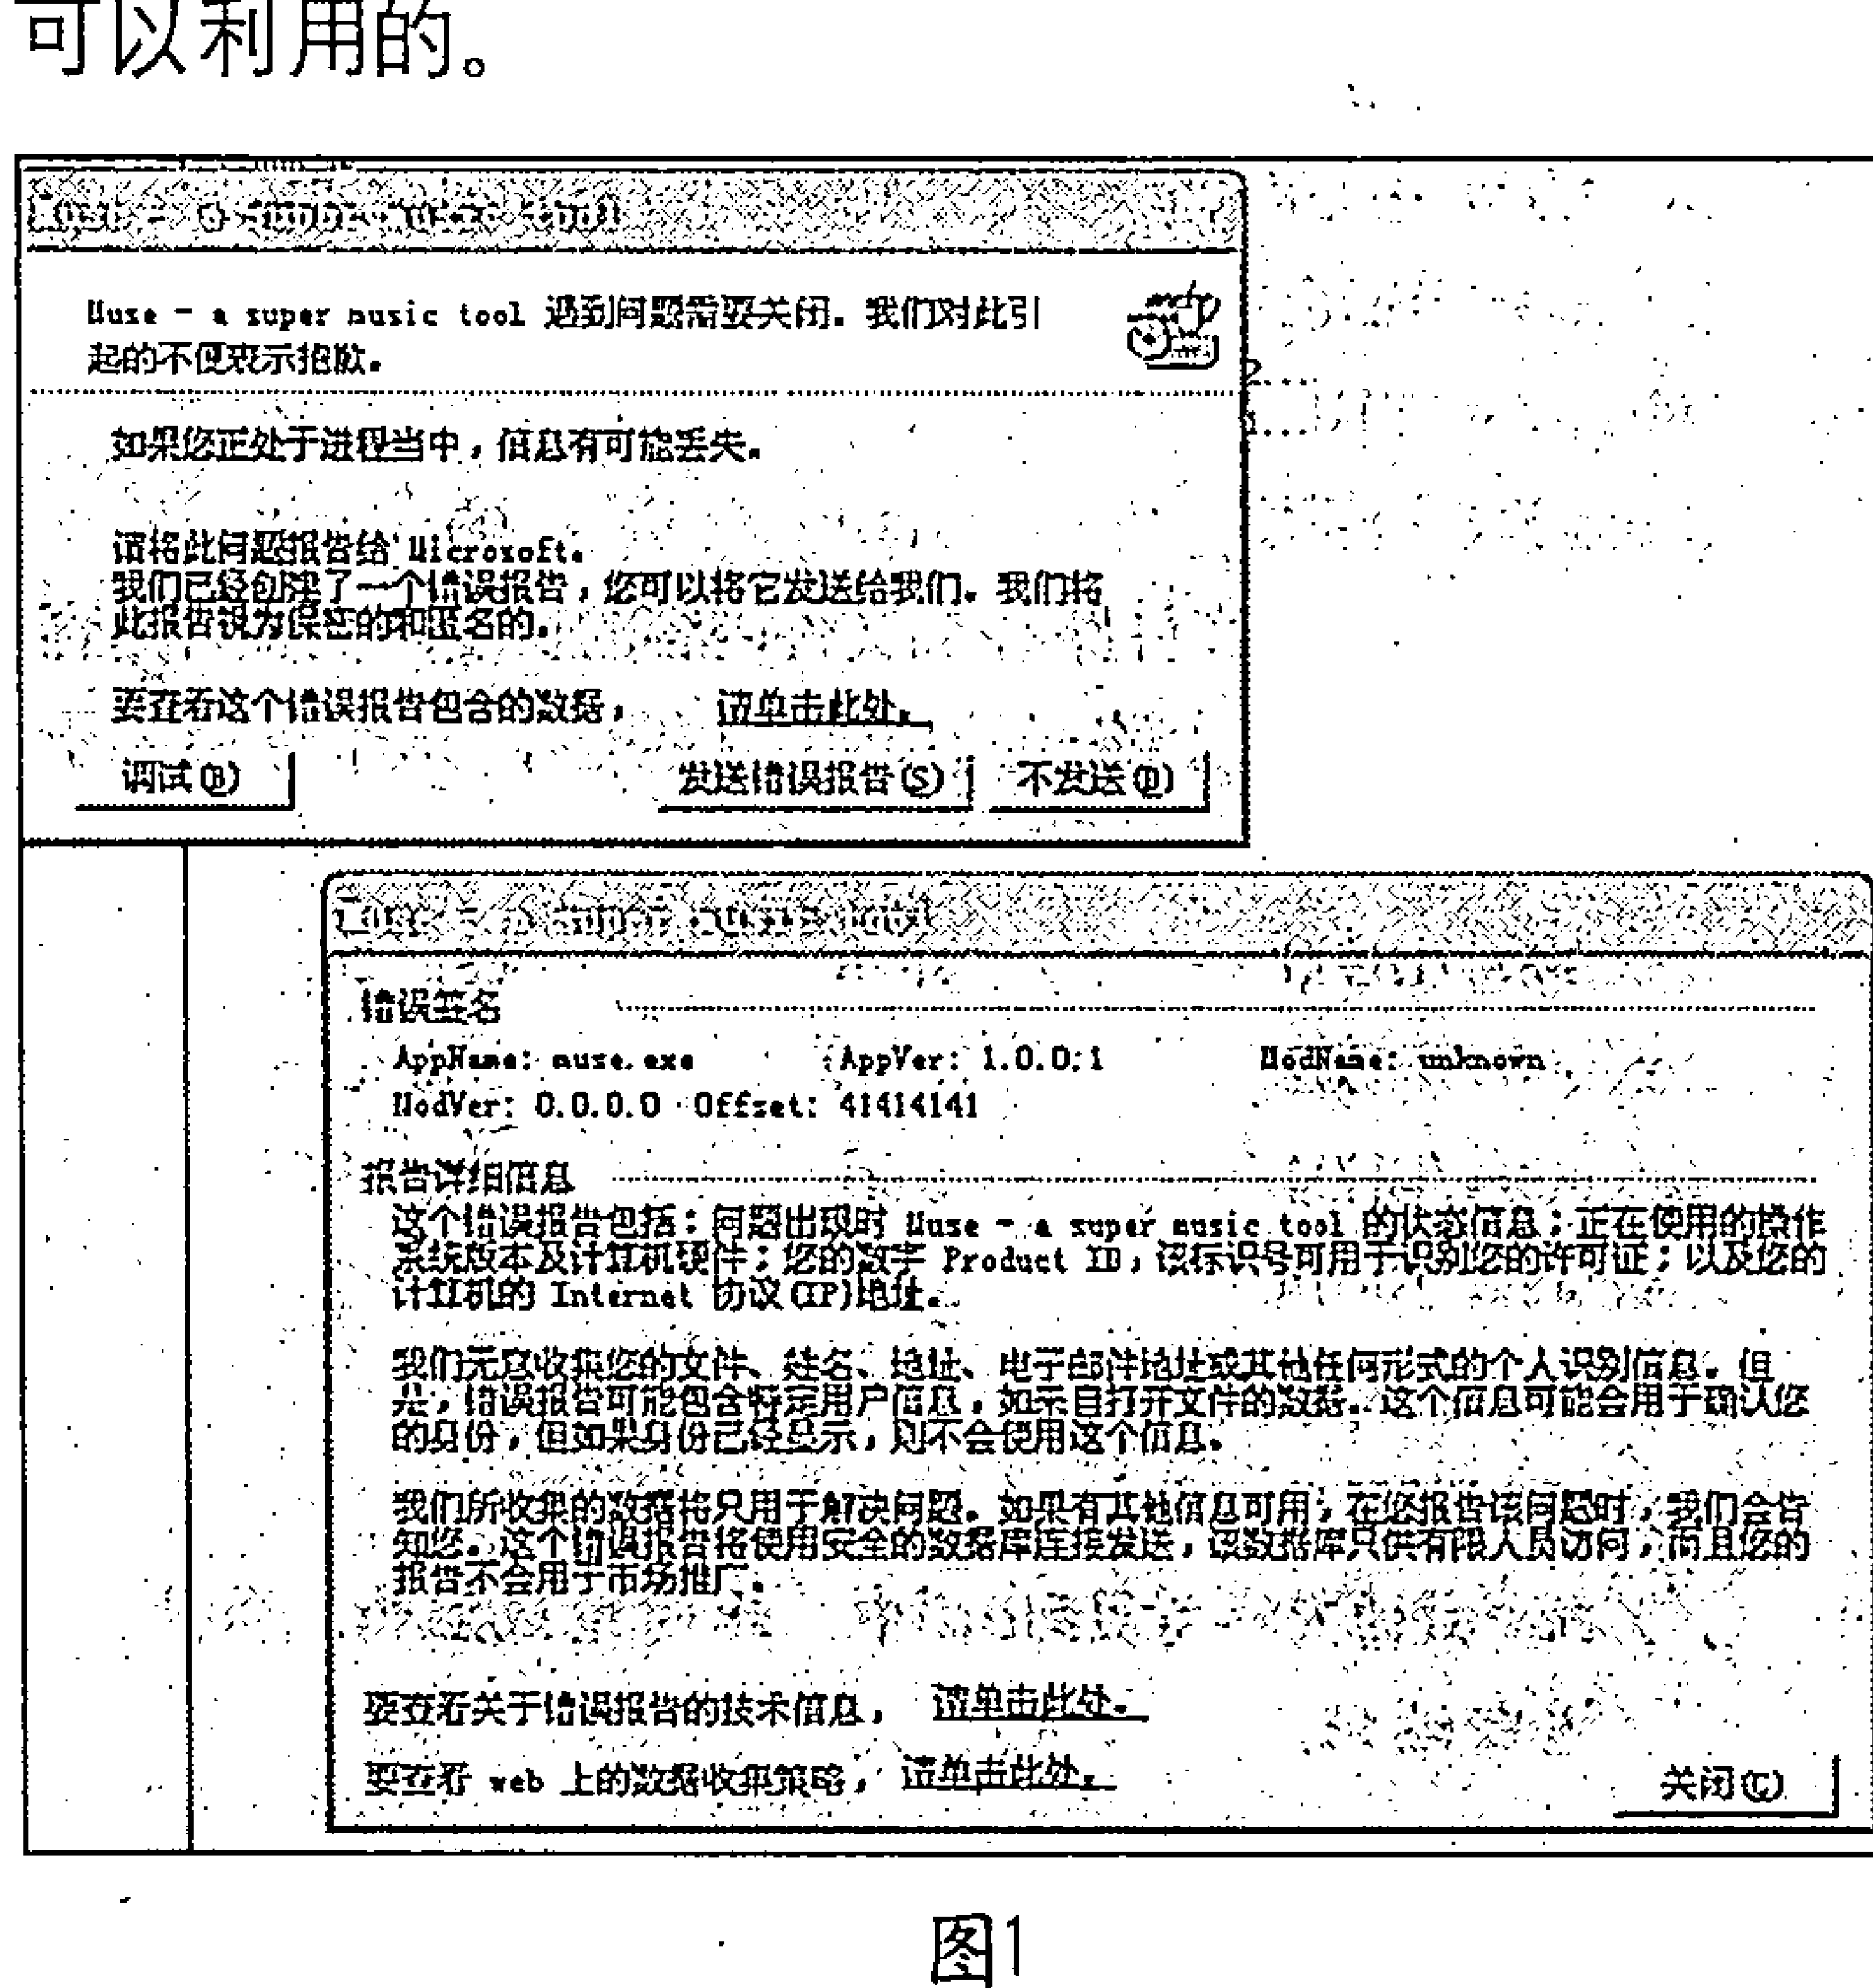 可以利用的。
Muse - a super music tool
Muse - a super music tool 遇到问题需要关闭。我们对此引
起的不便表示抱歉。
如果您正处于进程当中，信息有可能丢失。
请将此问题报告给 Microsoft。
我们已经创建了一个错误报告，您可以将它发送给我们。我们将
此报告视为保密的和匿名的。
要查看这个错误报告包含的数据， 请单击此处。
调试(B) 发送错误报告(S) 不发送(D)
Muse - a super music tool
错误签名
AppName: muse.exe AppVer: 1.0.0.1 ModName: unknown
ModVer: 0.0.0.0 Offset: 41414141
报告详细信息
这个错误报告包括：问题出现时 Muse - a super music tool 的状态信息；正在使用的操作
系统版本及计算机硬件；您的数字 Product ID，该标识号可用于识别您的许可证；以及您的
计算机的 Internet 协议(IP)地址。
我们无意收集您的文件、姓名、地址、电子邮件地址或其他任何形式的个人识别信息。但
是，错误报告可能包含特定用户信息，如来自打开文件的数据。这个信息可能会用于确认您
的身份，但如果身份已经显示，则不会使用这个信息。
我们所收集的数据将只用于解决问题。如果有其他信息可用，在您报告该问题时，我们会告
知您。这个错误报告将使用安全的数据库连接发送，该数据库只供有限人员访问，而且您的
报告不会用于市场推广。
要查看关于错误报告的技术信息， 请单击此处。
要查看 web 上的数据收集策略， 请单击此处。
关闭(C)
图1